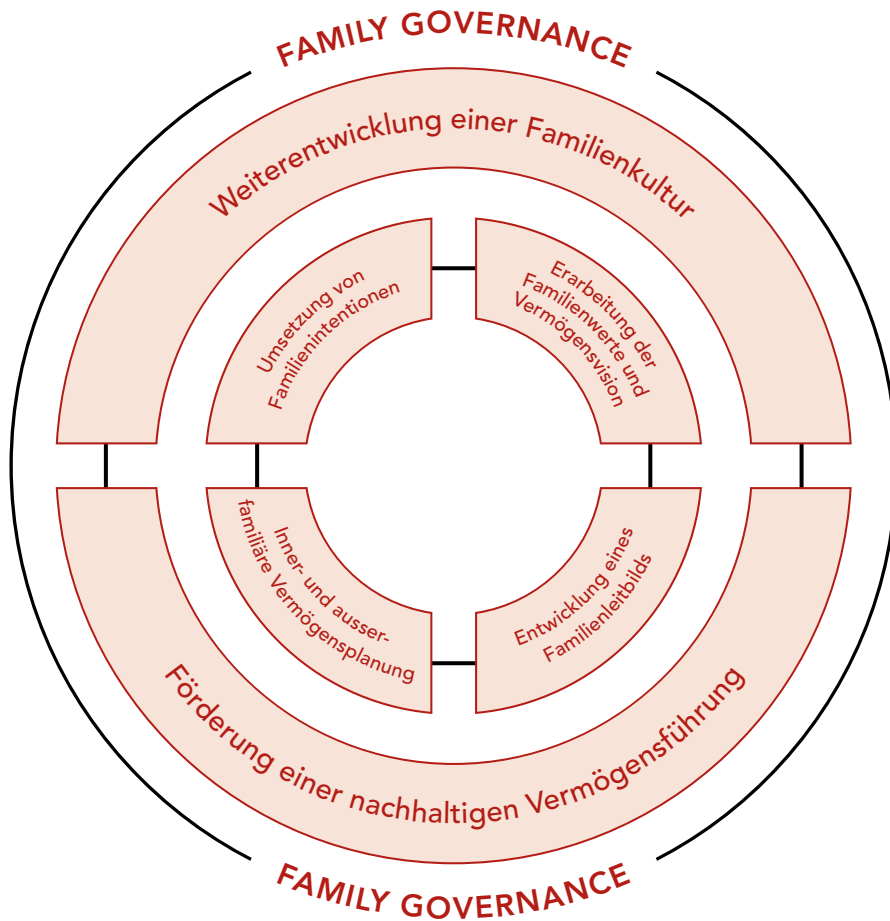 FAMILY GOVERNANCE
Weiterentwicklung einer Familienkultur
Umsetzung von
Familienintentionen
Erarbeitung der
Familienwerte und
Vermögensvision
Inner- und ausser-
familiäre Vermögensplanung
Entwicklung eines
Familienleitbilds
Förderung einer nachhaltigen Vermögensführung
FAMILY GOVERNANCE